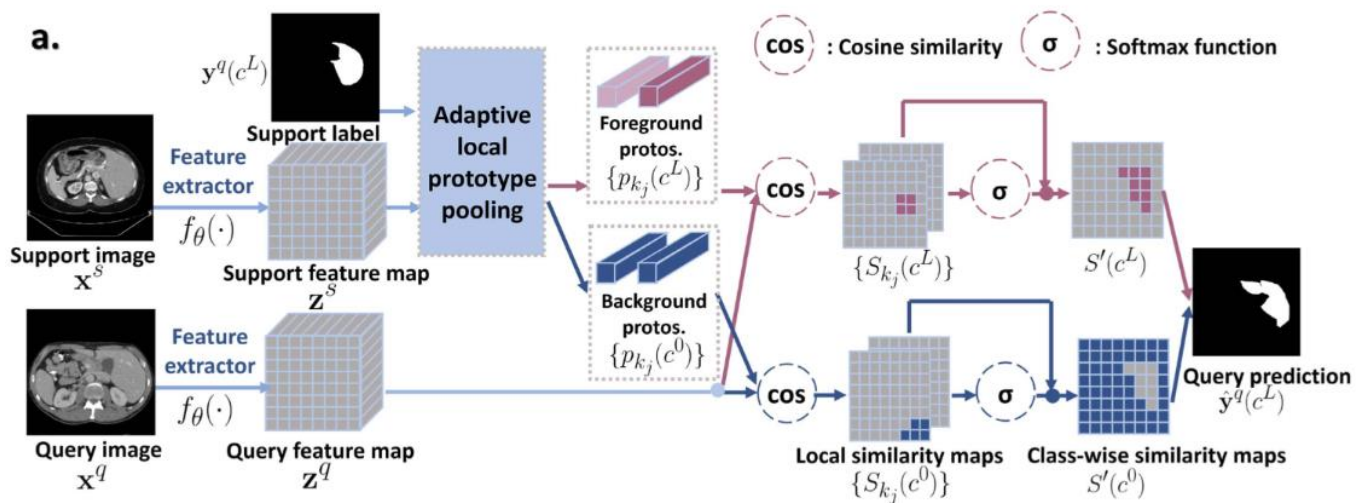 a.
y^q(c^L)
Support label
Feature
extractor
f_θ(·)
Support image
x^s
Support feature map
z^s
Adaptive
local
prototype
pooling
Foreground
protos.
{p_{k_j}(c^L)}
Background
protos.
{p_{k_j}(c^0)}
cos : Cosine similarity
σ : Softmax function
cos
{S_{k_j}(c^L)}
σ
S'(c^L)
Feature
extractor
f_θ(·)
Query image
x^q
Query feature map
z^q
cos
Local similarity maps
{S_{k_j}(c^0)}
σ
Class-wise similarity maps
S'(c^0)
Query prediction
ŷ^q(c^L)